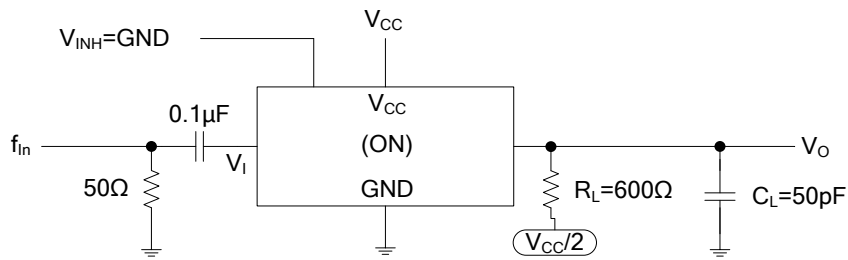 V_CC
V_INH=GND
0.1µF
V_CC
f_In
V_I
(ON)
V_O
50Ω
GND
R_L=600Ω
C_L=50pF
V_CC/2